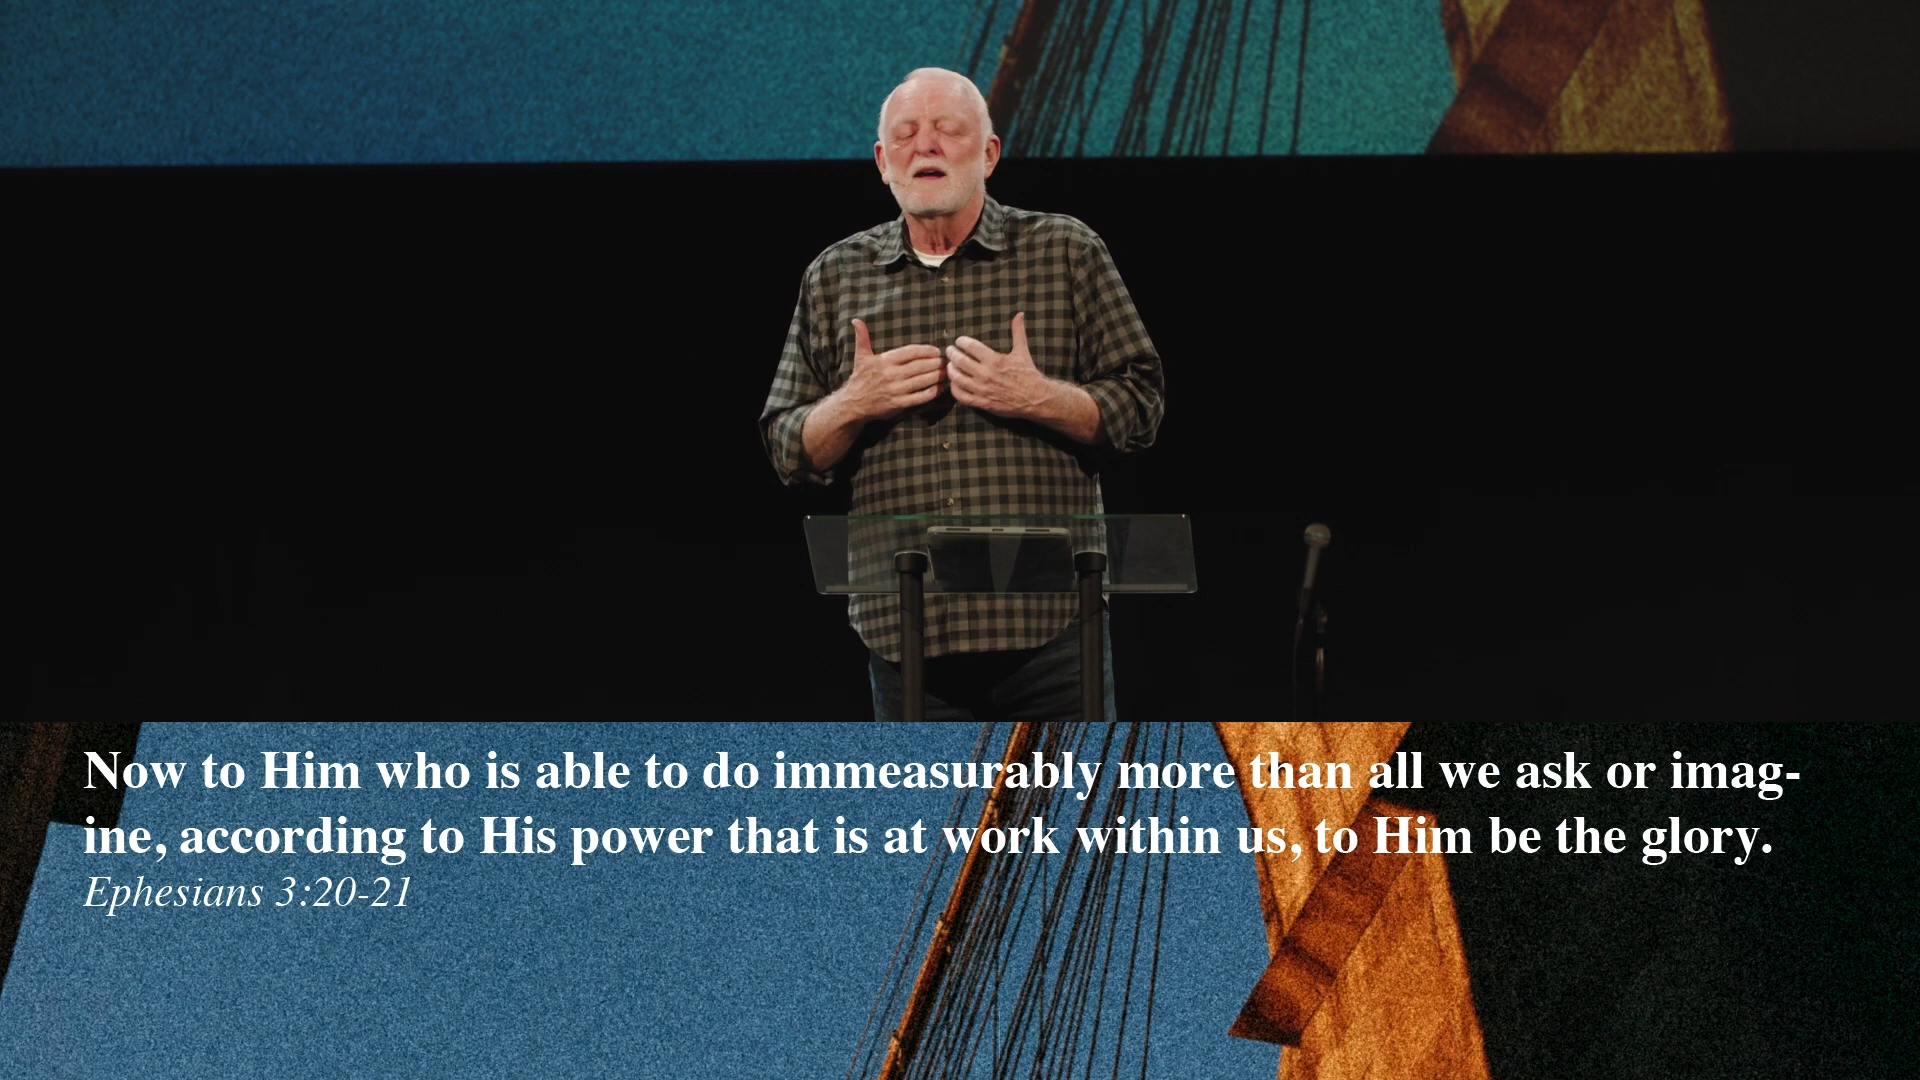 Now to Him who is able to do immeasurably more than all we ask or imag-
ine, according to His power that is at work within us, to Him be the glory.
Ephesians 3:20-21